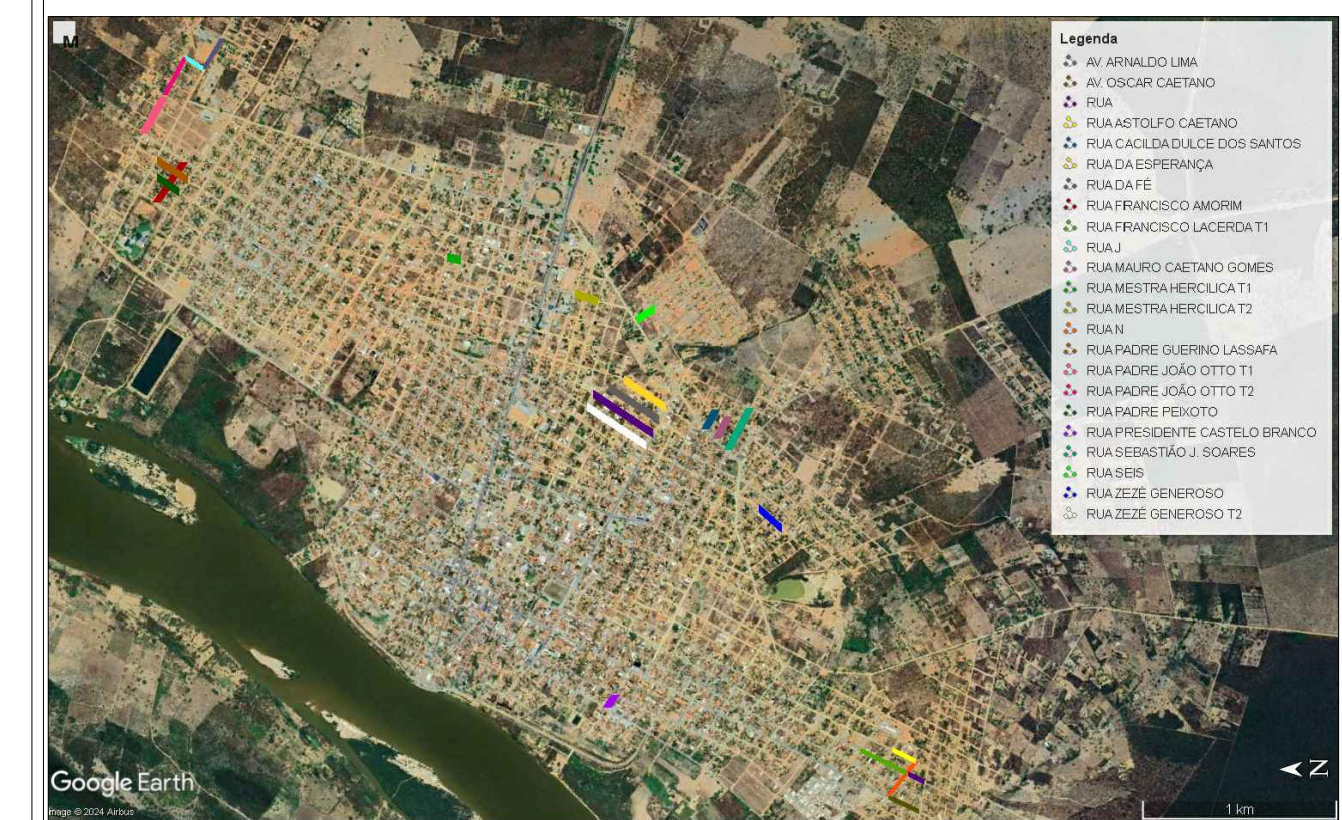 M
Legenda
AV. ARNALDO LIMA
AV. OSCAR CAETANO
RUA
RUA ASTOLFO CAETANO
RUA CACILDA DULCE DOS SANTOS
RUA DA ESPERANÇA
RUA DA FÉ
RUA FRANCISCO AMORIM
RUA FRANCISCO LACERDA T1
RUA J
RUA MAURO CAETANO GOMES
RUA MESTRA HERCILICA T1
RUA MESTRA HERCILICA T2
RUA N
RUA PADRE GUERINO LASSAFA
RUA PADRE JOÃO OTTO T1
RUA PADRE JOÃO OTTO T2
RUA PADRE PEIXOTO
RUA PRESIDENTE CASTELO BRANCO
RUA SEBASTIÃO J. SOARES
RUA SEIS
RUA ZEZÉ GENEROSO
RUA ZEZÉ GENEROSO T2
Google Earth
Image © 2024 Airbus
N
1 km